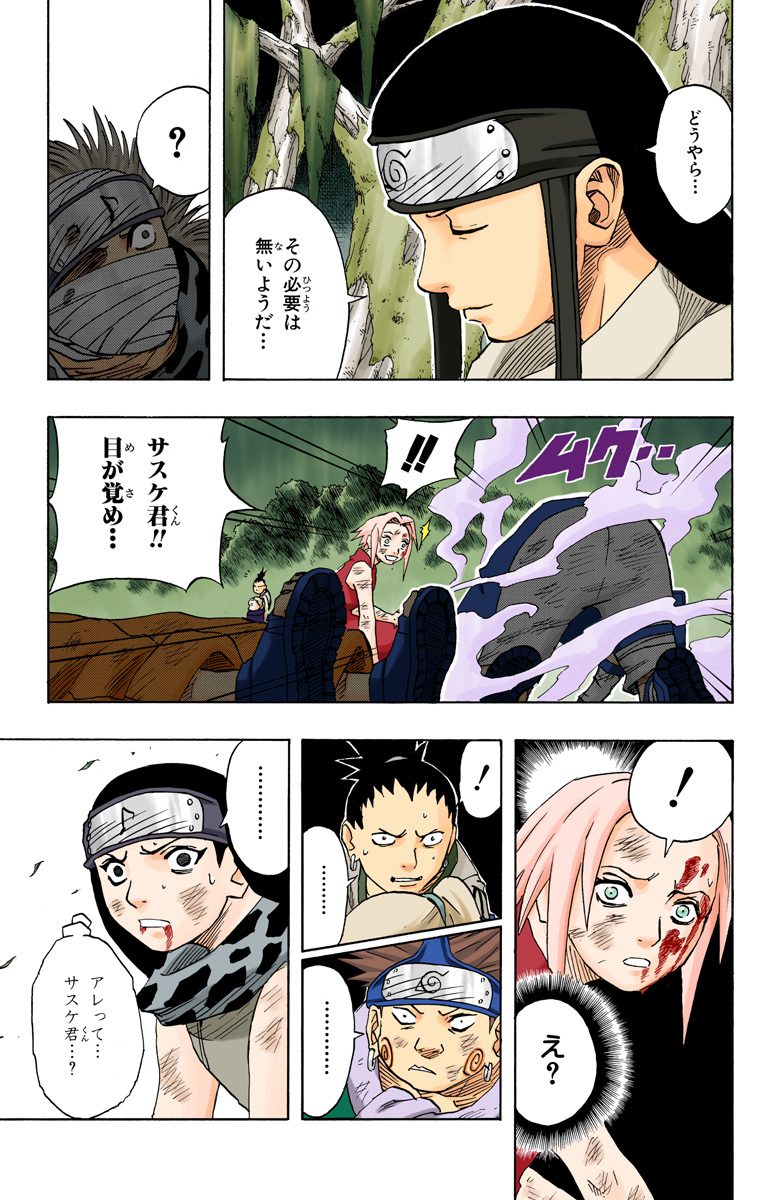 どうやら…
その必要は
無いようだ…
？
ムク‥
!!
サスケ君!!
目が覚め…
！
え？
！
………
………
………
アレって…
サスケ君…？